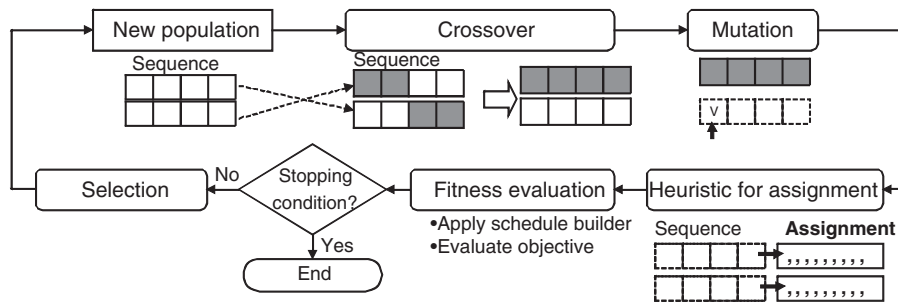 New population
Crossover
Mutation
Sequence
Sequence
v
Selection
No
Stopping
condition?
Fitness evaluation
Heuristic for assignment
•Apply schedule builder
•Evaluate objective
Sequence
Assignment
Yes
End
, , , , , , , , ,
, , , , , , , , ,